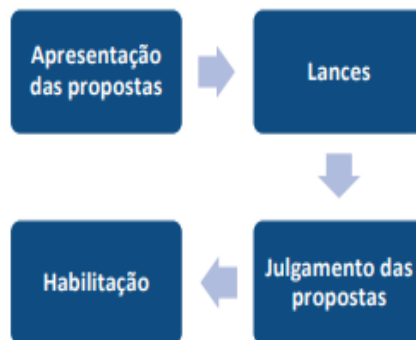 Apresentação
das propostas
Lances
Julgamento das
propostas
Habilitação